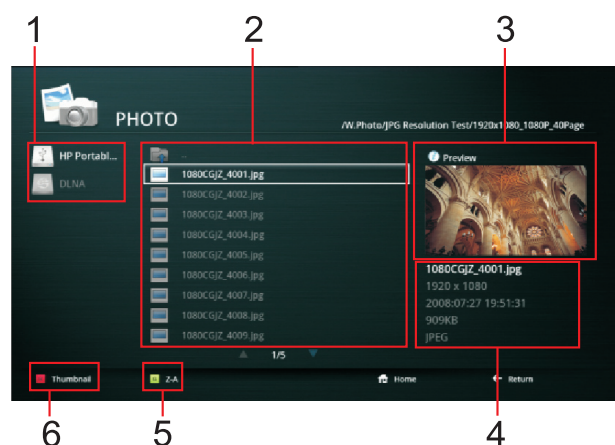 1 2 3
PHOTO
/W.Photo/JPG Resolution Test/1920x1080_1080P_40Page
HP Portabl...
DLNA
..
1080CGJZ_4001.jpg
1080CGJZ_4002.jpg
1080CGJZ_4003.jpg
1080CGJZ_4004.jpg
1080CGJZ_4005.jpg
1080CGJZ_4006.jpg
1080CGJZ_4007.jpg
1080CGJZ_4008.jpg
1080CGJZ_4009.jpg
1/5
Preview
1080CGJZ_4001.jpg
1920 x 1080
2008:07:27 19:51:31
909KB
JPEG
Thumbnail Z-A Home Return
6 5 4